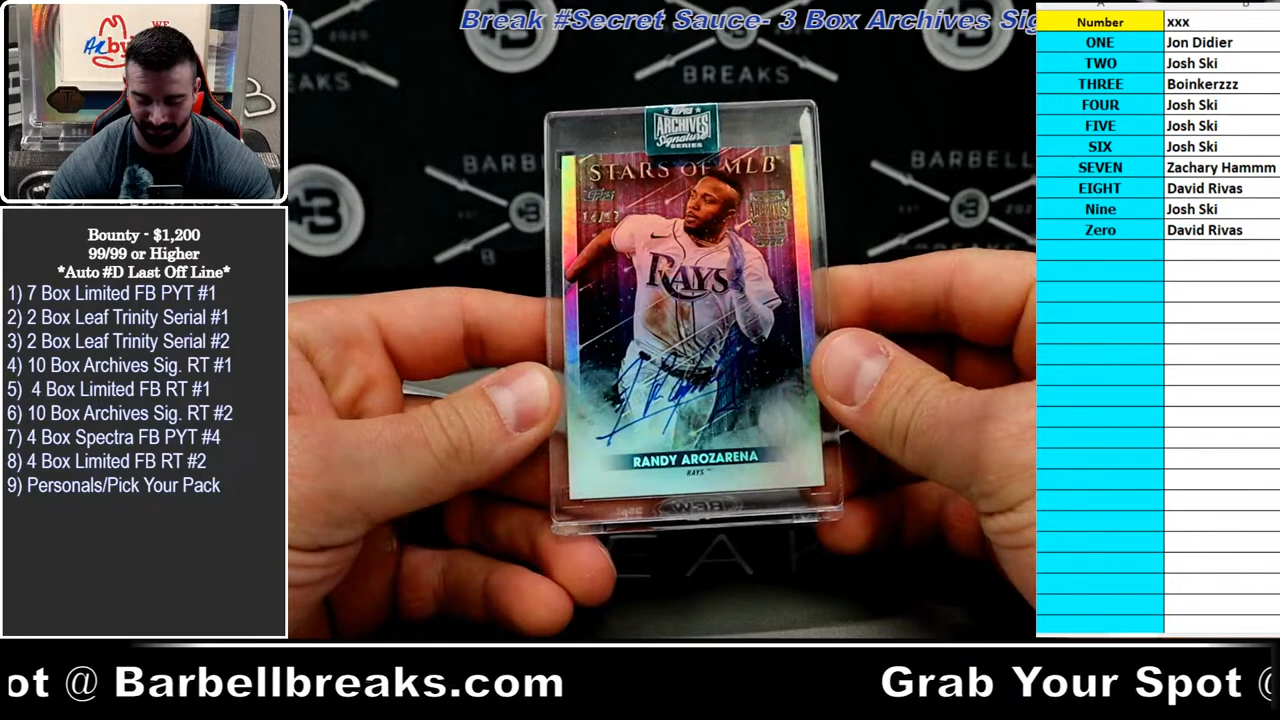 Break #Secret Sauce- 3 Box Archives Sig
WE
BREAKS
BARBELL
Bounty - $1,200
99/99 or Higher
*Auto #D Last Off Line*
1) 7 Box Limited FB PYT #1
2) 2 Box Leaf Trinity Serial #1
3) 2 Box Leaf Trinity Serial #2
4) 10 Box Archives Sig. RT #1
5) 4 Box Limited FB RT #1
6) 10 Box Archives Sig. RT #2
7) 4 Box Spectra FB PYT #4
8) 4 Box Limited FB RT #2
9) Personals/Pick Your Pack
TOPPS
ARCHIVES
Signature
SERIES
STARS OF MLB
Topps
RAYS
RANDY AROZARENA
RAYS
Number xxx
ONE Jon Didier
TWO Josh Ski
THREE Boinkerzzz
FOUR Josh Ski
FIVE Josh Ski
SIX Josh Ski
SEVEN Zachary Hammm
EIGHT David Rivas
Nine Josh Ski
Zero David Rivas
ot @ Barbellbreaks.com Grab Your Spot @